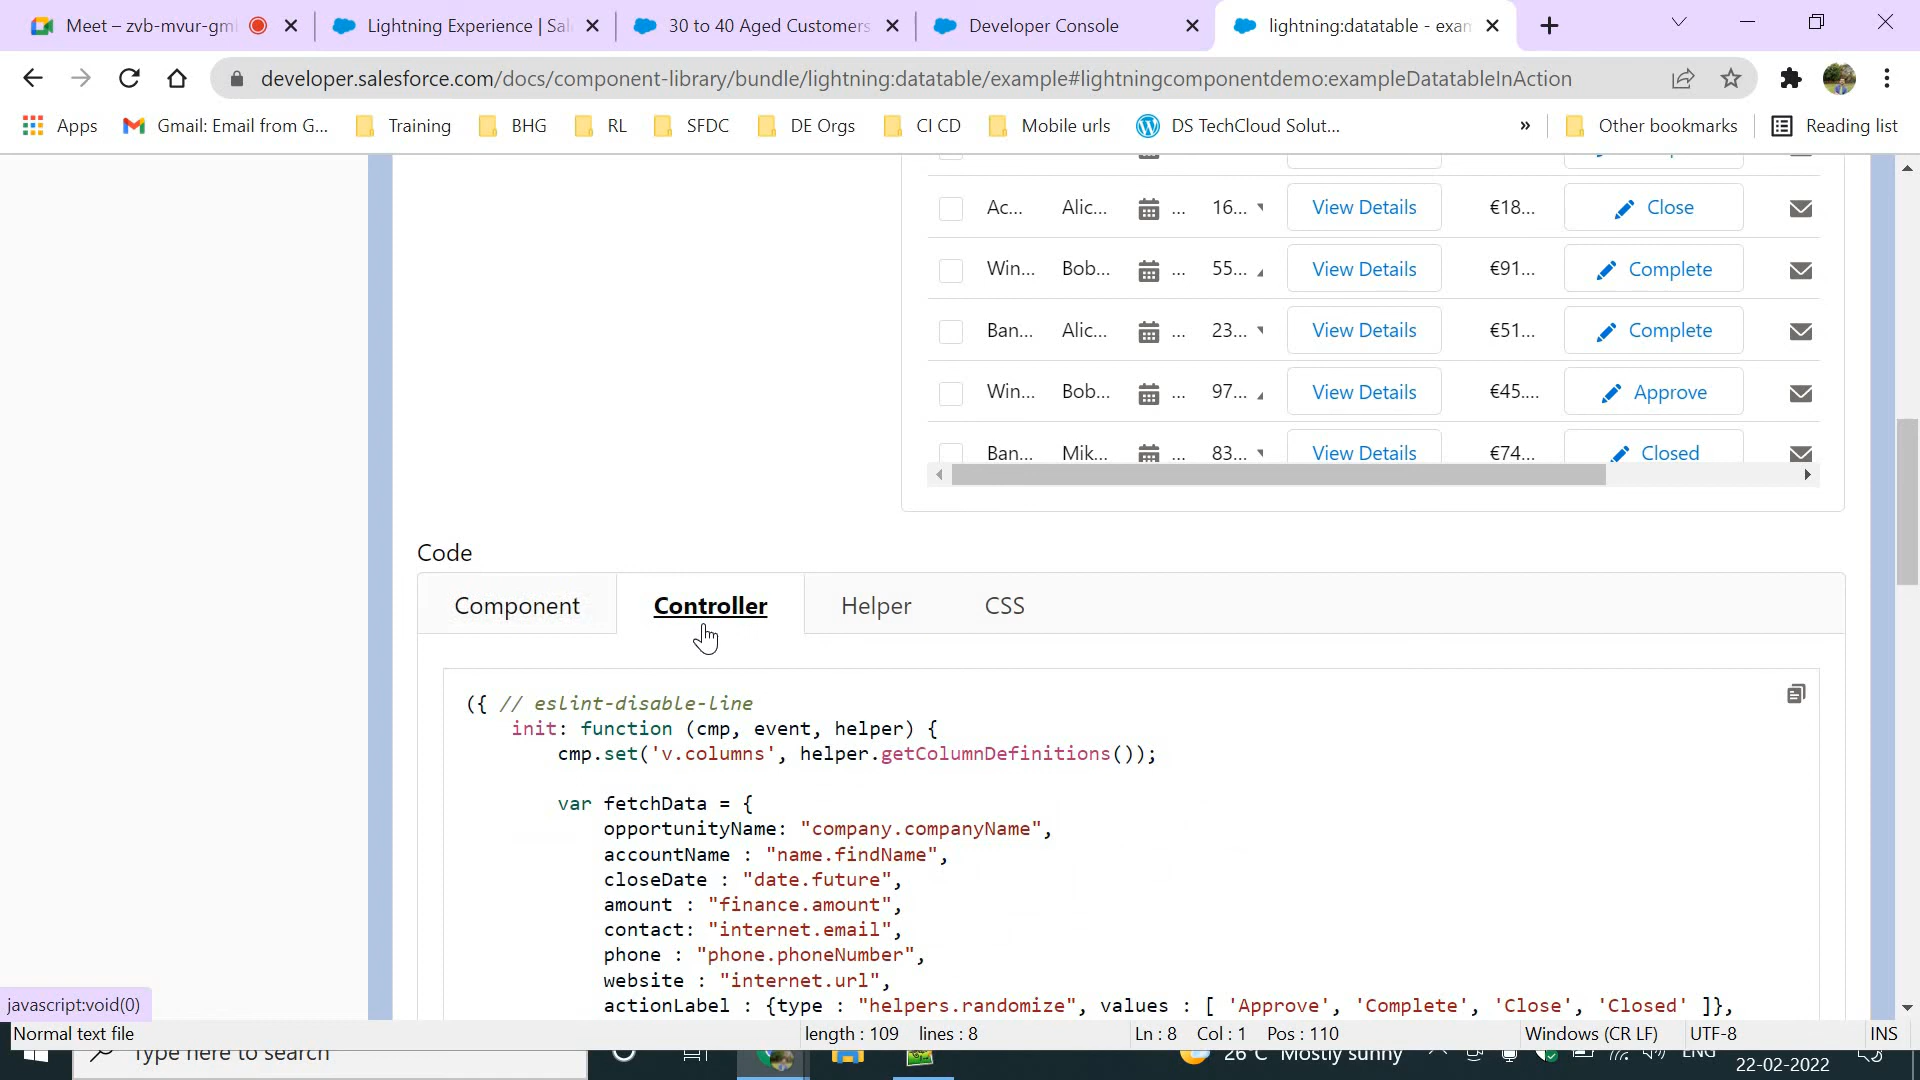 Meet – zvb-mvur-gm
Lightning Experience | Sal
30 to 40 Aged Customers
Developer Console
lightning:datatable - exam
developer.salesforce.com/docs/component-library/bundle/lightning:datatable/example#lightningcomponentdemo:exampleDatatableInAction
Apps
Gmail: Email from G...
Training
BHG
RL
SFDC
DE Orgs
CI CD
Mobile urls
DS TechCloud Solut...
»
Other bookmarks
Reading list
Ac... Alic... ... 16... View Details €18... Close
Win... Bob... ... 55... View Details €91... Complete
Ban... Alic... ... 23... View Details €51... Complete
Win... Bob... ... 97... View Details €45.... Approve
Ban... Mik... ... 83... View Details €74... Closed
Code
Component Controller Helper CSS
({ // eslint-disable-line
init: function (cmp, event, helper) {
cmp.set('v.columns', helper.getColumnDefinitions());
var fetchData = {
opportunityName: "company.companyName",
accountName : "name.findName",
closeDate : "date.future",
amount : "finance.amount",
contact: "internet.email",
phone : "phone.phoneNumber",
website : "internet.url",
actionLabel : {type : "helpers.randomize", values : [ 'Approve', 'Complete', 'Close', 'Closed' ]},
javascript:void(0)
Normal text file length : 109 lines : 8 Ln : 8 Col : 1 Pos : 110 Windows (CR LF) UTF-8 INS
Type here to search 26°C Mostly sunny ENG
22-02-2022